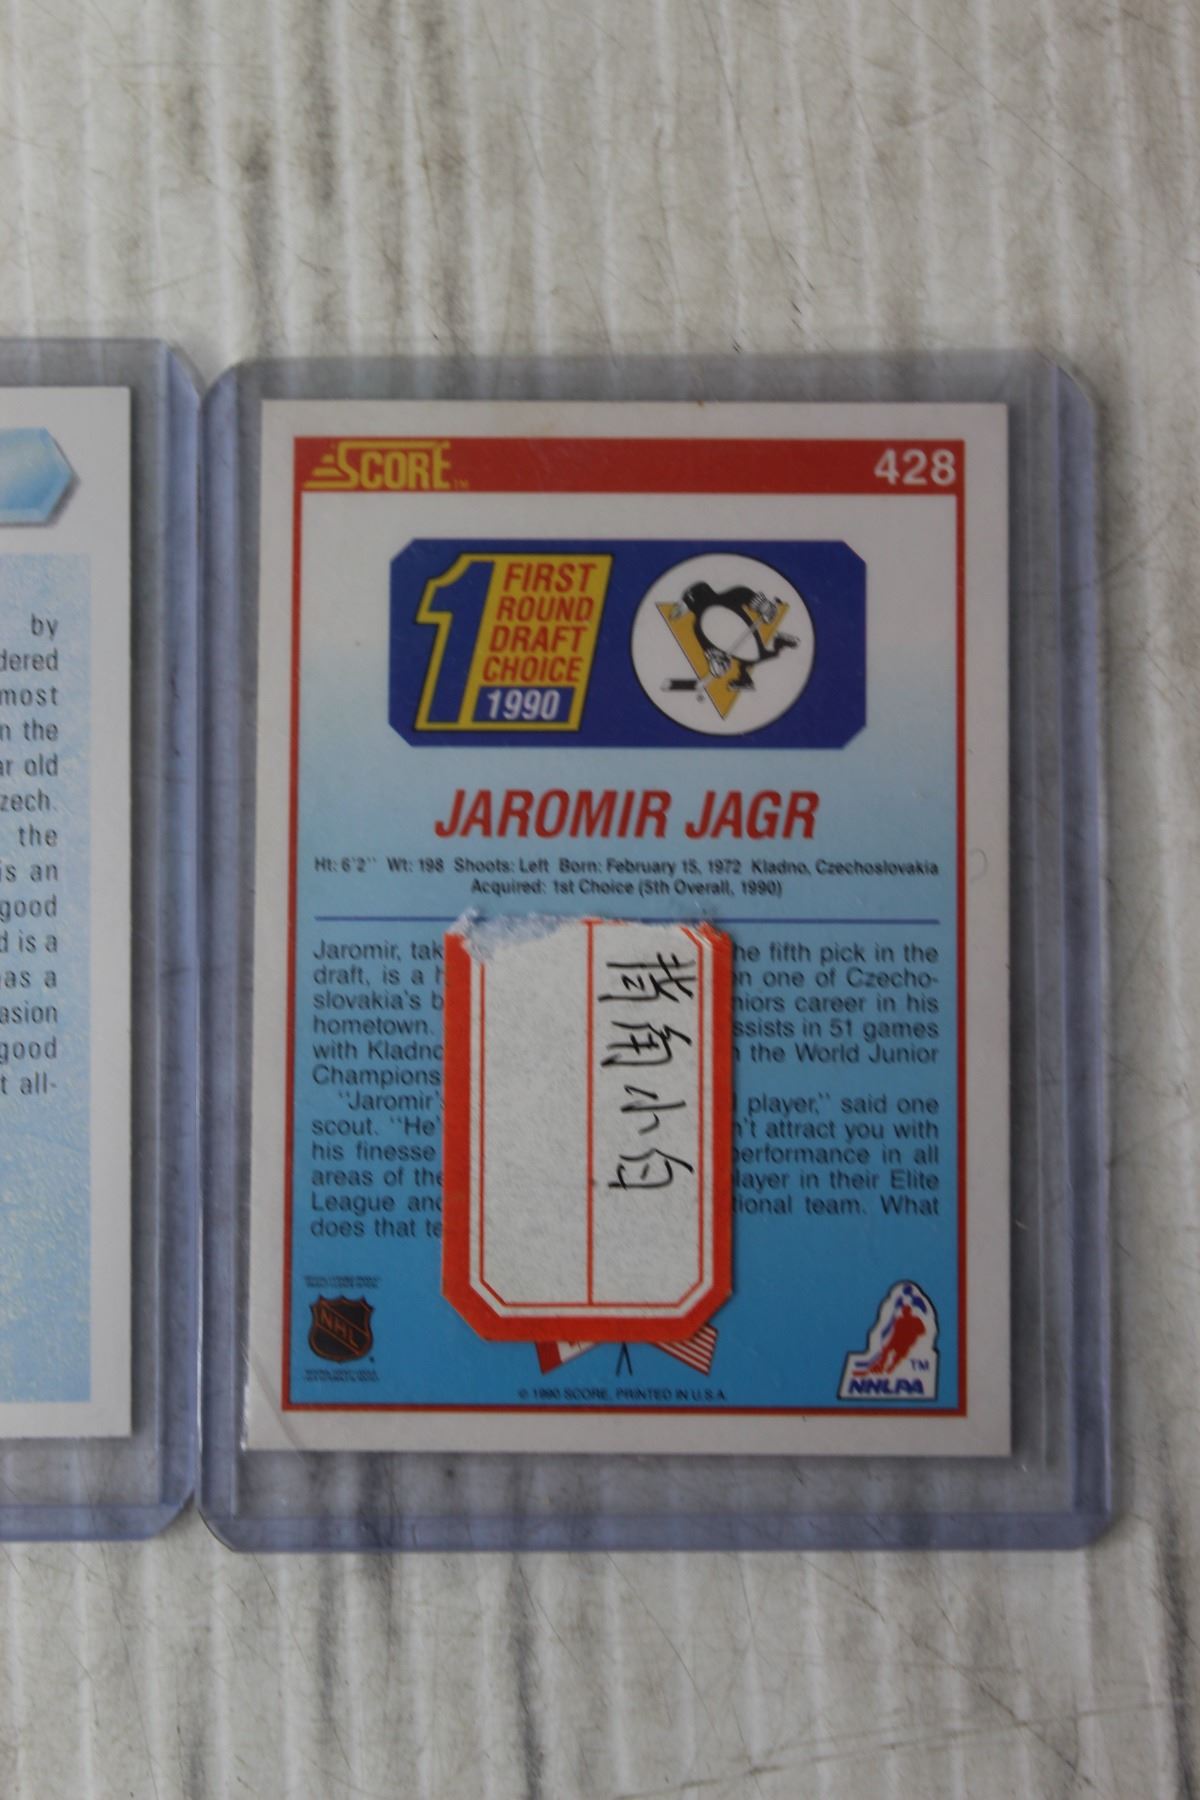 by
dered
most
n the
ar old
zech.
the
is an
good
d is a
as a
asion
good
t all-
SCORE™
428
1 FIRST
ROUND
DRAFT
CHOICE
1990
JAROMIR JAGR
Ht: 6'2" Wt: 198 Shoots: Left Born: February 15, 1972 Kladno, Czechoslovakia
Acquired: 1st Choice (5th Overall, 1990)
Jaromir, tak he fifth pick in the
draft, is a h on one of Czecho-
slovakia's b niors career in his
hometown. ssists in 51 games
with Kladno the World Junior
Champions
"Jaromir's player," said one
scout. "He' n't attract you with
his finesse performance in all
areas of the layer in their Elite
League and tional team. What
does that te
背角小白
NHL
™
NHLPA
© 1990 SCORE, PRINTED IN U.S.A.